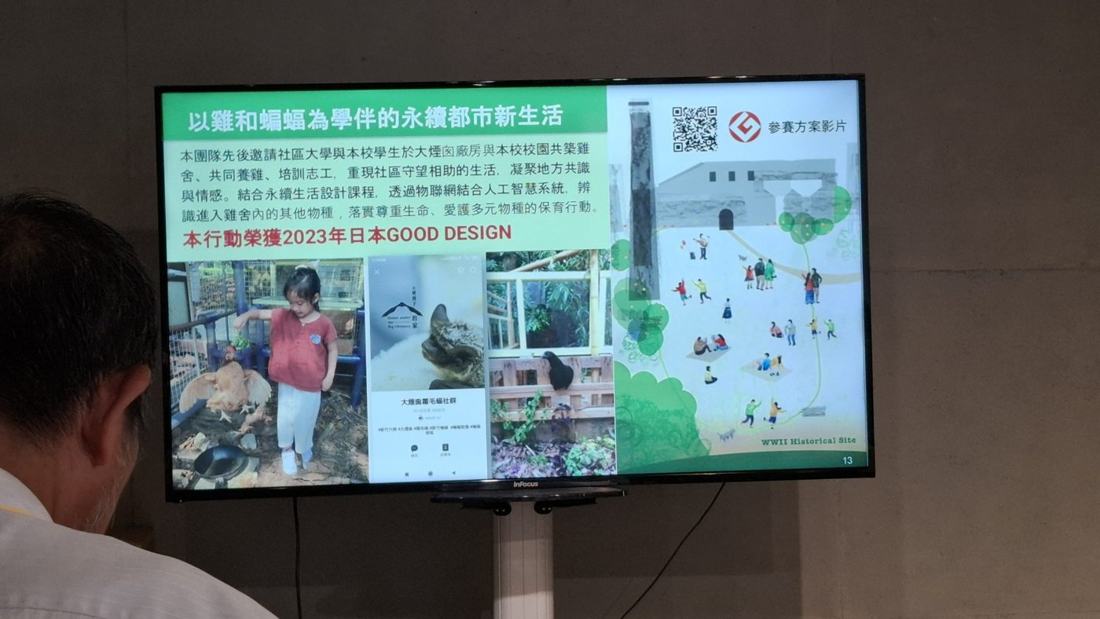 以雞和蝙蝠為學伴的永續都市新生活
本團隊先後邀請社區大學與本校學生於大煙囪廠房與本校校園共築雞
舍、共同養雞、培訓志工，重現社區守望相助的生活，凝聚地方共識
與情感。結合永續生活設計課程，透過物聯網結合人工智慧系統，辨
識進入雞舍內的其他物種，落實尊重生命、愛護多元物種的保育行動。
本行動榮獲2023年日本GOOD DESIGN
參賽方案影片
大煙囪霜毛蝠社群
WWII Historical Site
13
InFocus